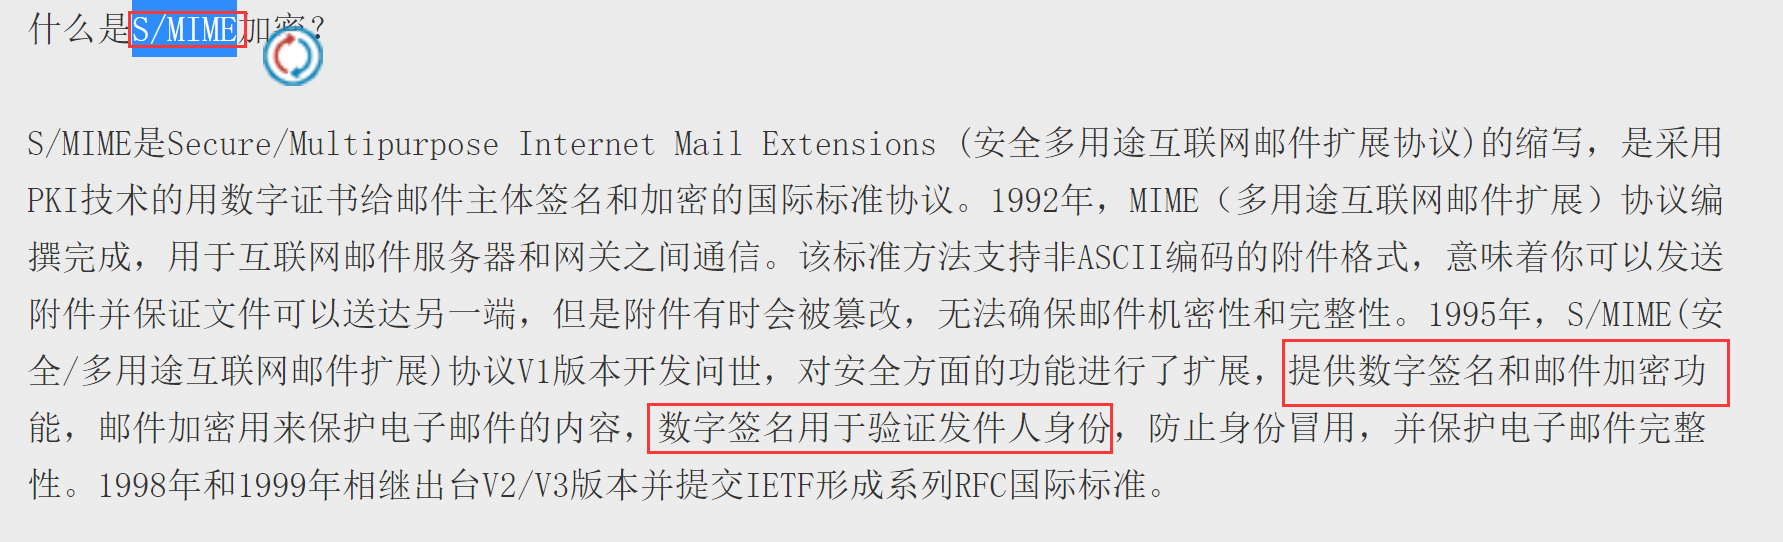 什么是S/MIME加密？
S/MIME是Secure/Multipurpose Internet Mail Extensions (安全多用途互联网邮件扩展协议)的缩写，是采用
PKI技术的用数字证书给邮件主体签名和加密的国际标准协议。1992年，MIME（多用途互联网邮件扩展）协议编
撰完成，用于互联网邮件服务器和网关之间通信。该标准方法支持非ASCII编码的附件格式，意味着你可以发送
附件并保证文件可以送达另一端，但是附件有时会被篡改，无法确保邮件机密性和完整性。1995年，S/MIME(安
全/多用途互联网邮件扩展)协议V1版本开发问世，对安全方面的功能进行了扩展，提供数字签名和邮件加密功
能，邮件加密用来保护电子邮件的内容，数字签名用于验证发件人身份，防止身份冒用，并保护电子邮件完整
性。1998年和1999年相继出台V2/V3版本并提交IETF形成系列RFC国际标准。